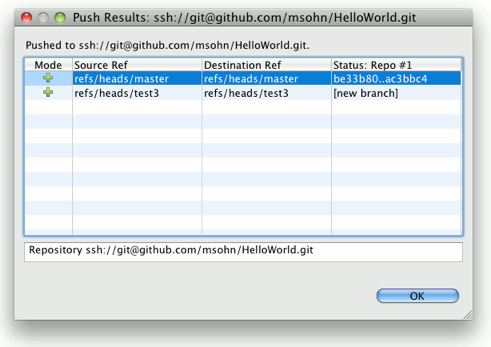 Push Results: ssh://git@github.com/msohn/HelloWorld.git
Pushed to ssh://git@github.com/msohn/HelloWorld.git.
Mode Source Ref Destination Ref Status: Repo #1
refs/heads/master refs/heads/master be33b80..ac3bbc4
refs/heads/test3 refs/heads/test3 [new branch]
Repository ssh://git@github.com/msohn/HelloWorld.git
OK